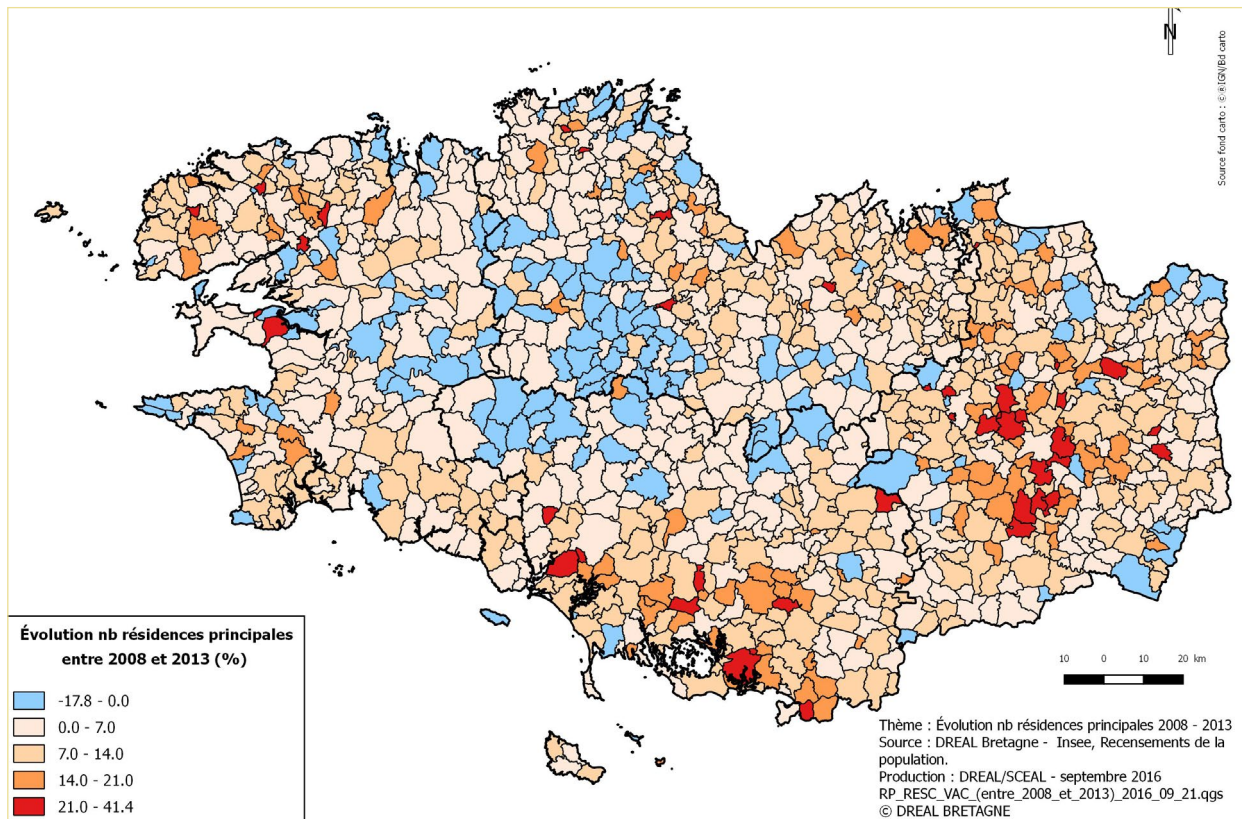 N
Source fond carto : ©®IGN/Bd carto
Évolution nb résidences principales
entre 2008 et 2013 (%)
-17.8 - 0.0
0.0 - 7.0
7.0 - 14.0
14.0 - 21.0
21.0 - 41.4
10 0 10 20 km
Thème : Évolution nb résidences principales 2008 - 2013
Source : DREAL Bretagne - Insee, Recensements de la
population.
Production : DREAL/SCEAL - septembre 2016
RP_RESC_VAC_(entre_2008_et_2013)_2016_09_21.qgs
© DREAL BRETAGNE